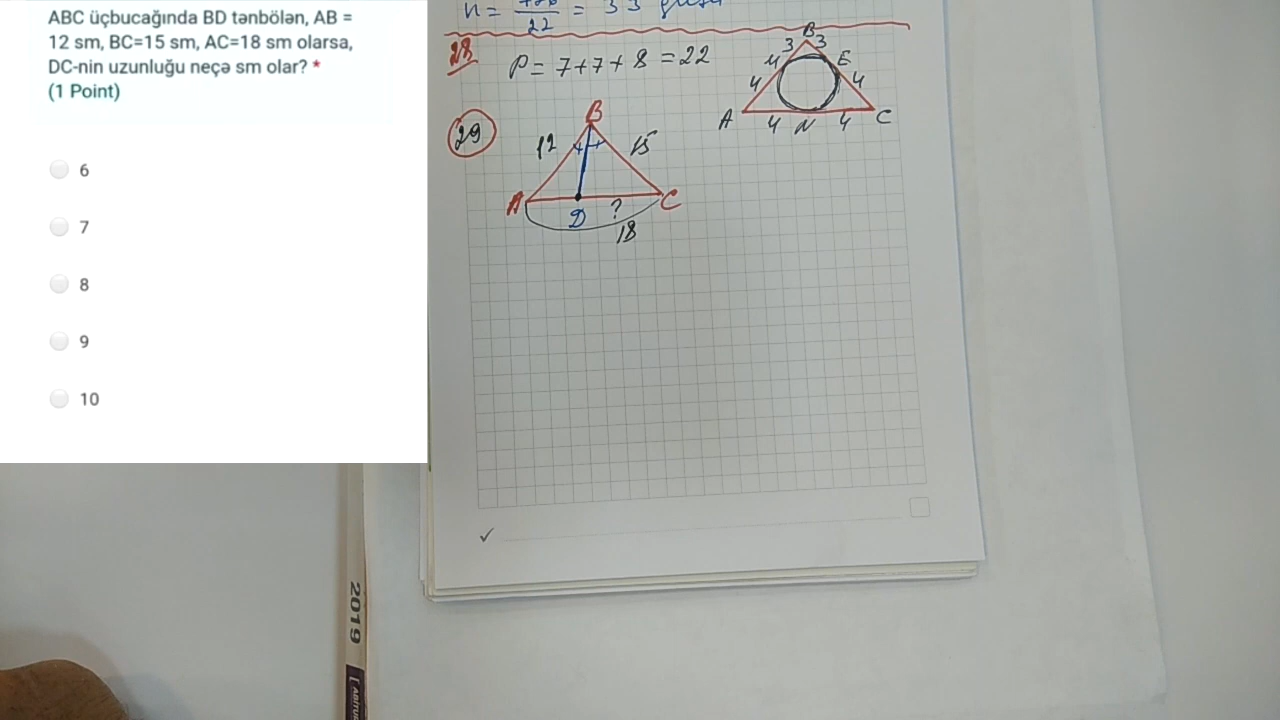 ABC üçbucağında BD tənbölən, AB =
12 sm, BC=15 sm, AC=18 sm olarsa,
DC-nin uzunluğu neçə sm olar? *
(1 Point)
6
7
8
9
10
n = /22 = 33
28
P = 7+7+8 = 22
B
3 3
M E
4 4
A 4 N 4 C
29
B
12 15
A D ? C
18
2019